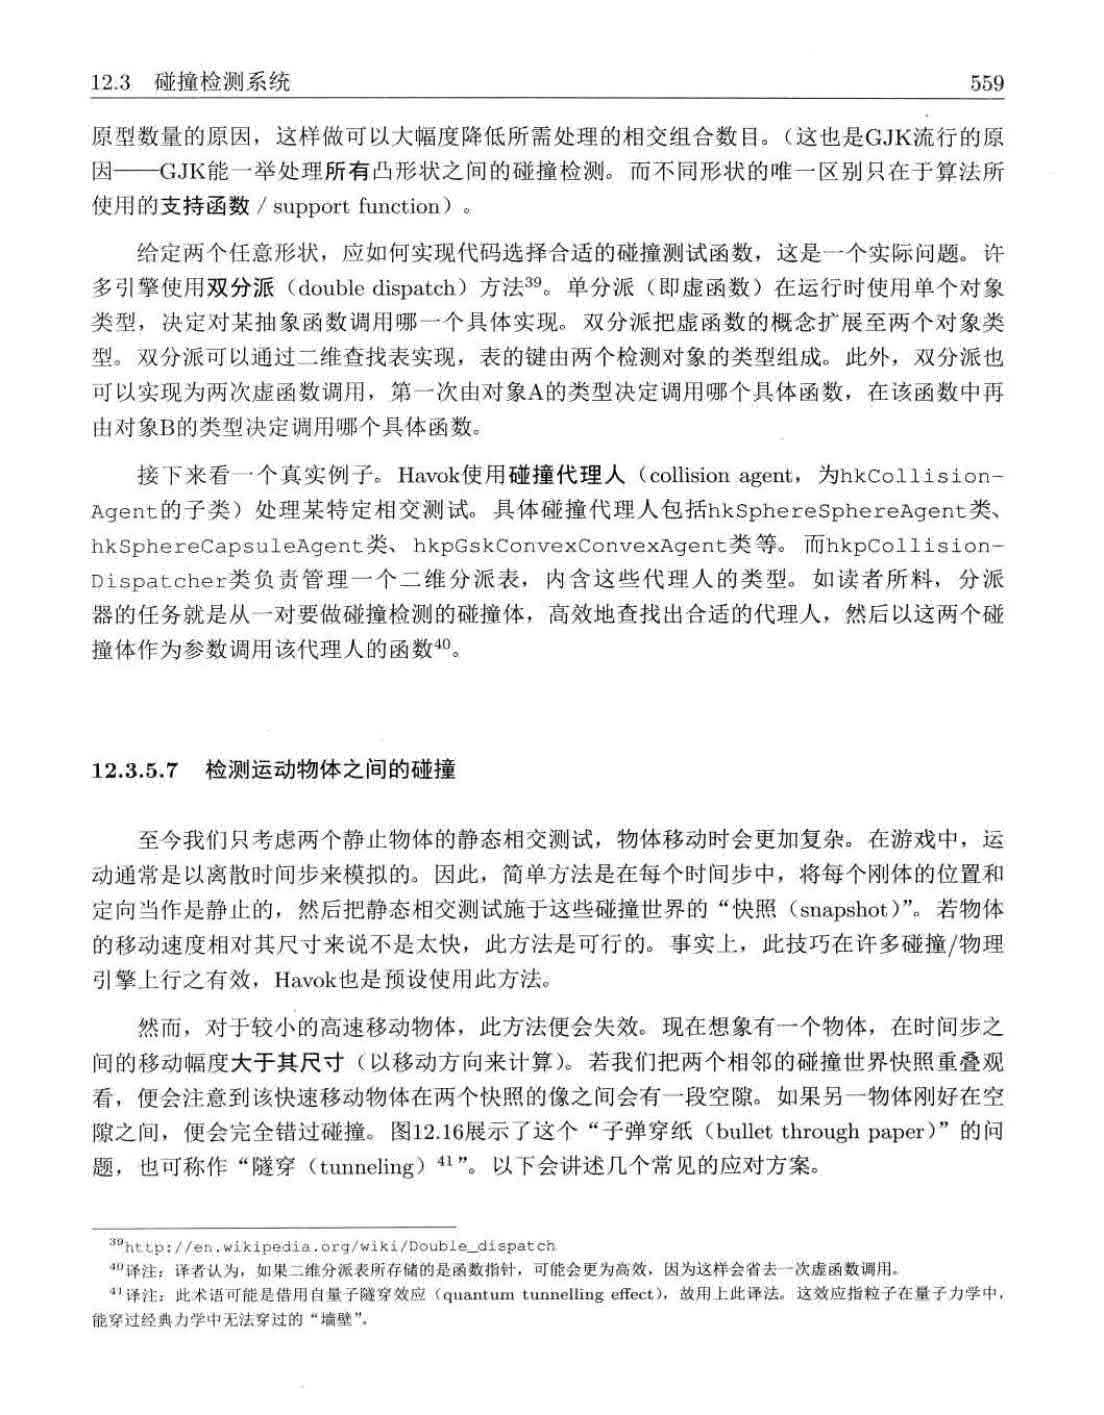 12.3 碰撞检测系统 559
原型数量的原因，这样做可以大幅度降低所需处理的相交组合数目。（这也是GJK流行的原
因——GJK能一举处理所有凸形状之间的碰撞检测。而不同形状的唯一区别只在于算法所
使用的支持函数 / support function）。
给定两个任意形状，应如何实现代码选择合适的碰撞测试函数，这是一个实际问题。许
多引擎使用双分派（double dispatch）方法39。单分派（即虚函数）在运行时使用单个对象
类型，决定对某抽象函数调用哪一个具体实现。双分派把虚函数的概念扩展至两个对象类
型。双分派可以通过二维查找表实现，表的键由两个检测对象的类型组成。此外，双分派也
可以实现为两次虚函数调用，第一次由对象A的类型决定调用哪个具体函数，在该函数中再
由对象B的类型决定调用哪个具体函数。
接下来看一个真实例子。Havok使用碰撞代理人（collision agent，为hkCollision-
Agent的子类）处理某特定相交测试。具体碰撞代理人包括hkSphereSphereAgent类、
hkSphereCapsuleAgent类、hkpGskConvexConvexAgent类等。而hkpCollision-
Dispatcher类负责管理一个二维分派表，内含这些代理人的类型。如读者所料，分派
器的任务就是从一对要做碰撞检测的碰撞体，高效地查找出合适的代理人，然后以这两个碰
撞体作为参数调用该代理人的函数40。
12.3.5.7 检测运动物体之间的碰撞
至今我们只考虑两个静止物体的静态相交测试，物体移动时会更加复杂。在游戏中，运
动通常是以离散时间步来模拟的。因此，简单方法是在每个时间步中，将每个刚体的位置和
定向当作是静止的，然后把静态相交测试施于这些碰撞世界的“快照（snapshot）”。若物体
的移动速度相对其尺寸来说不是太快，此方法是可行的。事实上，此技巧在许多碰撞/物理
引擎上行之有效，Havok也是预设使用此方法。
然而，对于较小的高速移动物体，此方法便会失效。现在想象有一个物体，在时间步之
间的移动幅度大于其尺寸（以移动方向来计算）。若我们把两个相邻的碰撞世界快照重叠观
看，便会注意到该快速移动物体在两个快照的像之间会有一段空隙。如果另一物体刚好在空
隙之间，便会完全错过碰撞。图12.16展示了这个“子弹穿纸（bullet through paper）”的问
题，也可称作“隧穿（tunneling）41”。以下会讲述几个常见的应对方案。
39http://en.wikipedia.org/wiki/Double_dispatch
40译注：译者认为，如果二维分派表所存储的是函数指针，可能会更为高效，因为这样会省去一次虚函数调用。
41译注：此术语可能是借用自量子隧穿效应（quantum tunnelling effect），故用上此译法。这效应指粒子在量子力学中，
能穿过经典力学中无法穿过的“墙壁”。